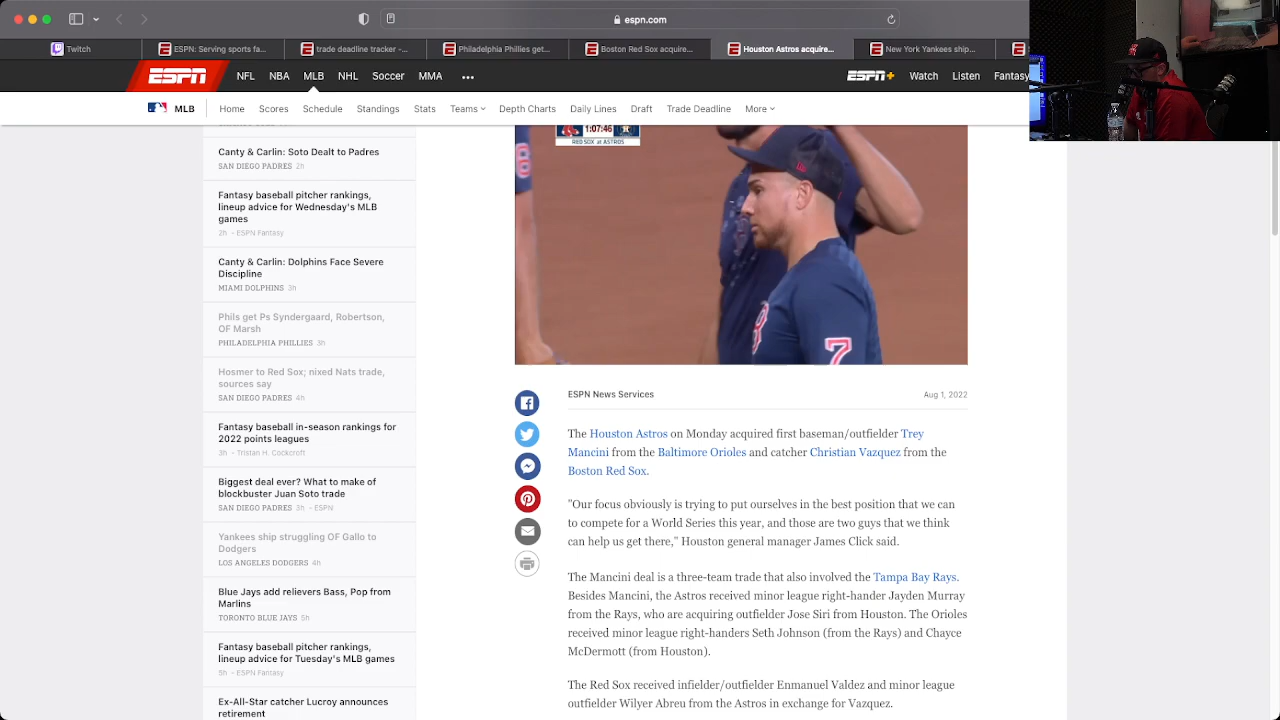 espn.com
Twitch
ESPN: Serving sports fa...
trade deadline tracker -...
Philadelphia Phillies get...
Boston Red Sox acquire...
Houston Astros acquire...
New York Yankees ship...
ESPN
NFL
NBA
MLB
NHL
Soccer
MMA
ESPN+
Watch
Listen
Fantasy
MLB
Home
Scores
Schedule
Standings
Stats
Teams
Depth Charts
Daily Lines
Draft
Trade Deadline
More
Canty & Carlin: Soto Dealt to Padres
SAN DIEGO PADRES 2h
Fantasy baseball pitcher rankings,
lineup advice for Wednesday's MLB
games
2h - ESPN Fantasy
Canty & Carlin: Dolphins Face Severe
Discipline
MIAMI DOLPHINS 3h
Phils get Ps Syndergaard, Robertson,
OF Marsh
PHILADELPHIA PHILLIES 3h
Hosmer to Red Sox; nixed Nats trade,
sources say
SAN DIEGO PADRES 4h
Fantasy baseball in-season rankings for
2022 points leagues
3h - Tristan H. Cockcroft
Biggest deal ever? What to make of
blockbuster Juan Soto trade
SAN DIEGO PADRES 3h - ESPN
Yankees ship struggling OF Gallo to
Dodgers
LOS ANGELES DODGERS 4h
Blue Jays add relievers Bass, Pop from
Marlins
TORONTO BLUE JAYS 5h
Fantasy baseball pitcher rankings,
lineup advice for Tuesday's MLB games
5h - ESPN Fantasy
Ex-All-Star catcher Lucroy announces
retirement
1:07:46
RED SOX at ASTROS
7
ESPN News Services
Aug 1, 2022
The Houston Astros on Monday acquired first baseman/outfielder Trey
Mancini from the Baltimore Orioles and catcher Christian Vazquez from the
Boston Red Sox.
"Our focus obviously is trying to put ourselves in the best position that we can
to compete for a World Series this year, and those are two guys that we think
can help us get there," Houston general manager James Click said.
The Mancini deal is a three-team trade that also involved the Tampa Bay Rays.
Besides Mancini, the Astros received minor league right-hander Jayden Murray
from the Rays, who are acquiring outfielder Jose Siri from Houston. The Orioles
received minor league right-handers Seth Johnson (from the Rays) and Chayce
McDermott (from Houston).
The Red Sox received infielder/outfielder Enmanuel Valdez and minor league
outfielder Wilyer Abreu from the Astros in exchange for Vazquez.